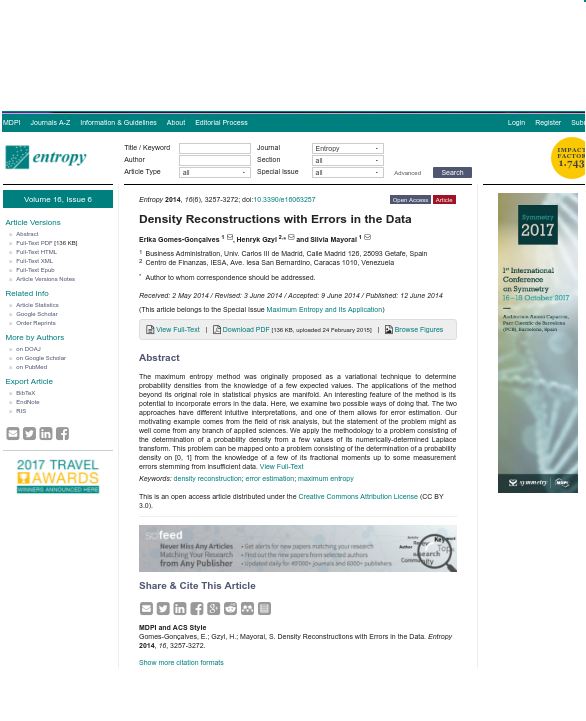 MDPI Journals A-Z Information & Guidelines About Editorial Process Login Register
entropy
Title / Keyword Journal Entropy
Author Section all
Article Type all Special Issue all Advanced Search
IMPACT
FACTOR
1.743
Volume 16, Issue 6
Article Versions
Abstract
Full-Text PDF [136 KB]
Full-Text HTML
Full-Text XML
Full-Text Epub
Article Versions Notes
Related Info
Article Statistics
Google Scholar
Order Reprints
More by Authors
on DOAJ
on Google Scholar
on PubMed
Export Article
BibTeX
EndNote
RIS
2017 TRAVEL
AWARDS
WINNERS ANNOUNCED HERE
Entropy 2014, 16(6), 3257-3272; doi:10.3390/e16063257
Open Access Article
Density Reconstructions with Errors in the Data
Erika Gomes-Gonçalves 1, Henryk Gzyl 2,* and Silvia Mayoral 1
1 Business Administration, Univ. Carlos III de Madrid, Calle Madrid 126, 25093 Getafe, Spain
2 Centro de Finanzas, IESA, Ave. Iesa San Bernardino, Caracas 1010, Venezuela
* Author to whom correspondence should be addressed.
Received: 2 May 2014 / Revised: 3 June 2014 / Accepted: 9 June 2014 / Published: 12 June 2014
(This article belongs to the Special Issue Maximum Entropy and Its Application)
View Full-Text | Download PDF [136 KB, uploaded 24 February 2015] | Browse Figures
Abstract
The maximum entropy method was originally proposed as a variational technique to determine
probability densities from the knowledge of a few expected values. The applications of the method
beyond its original role in statistical physics are manifold. An interesting feature of the method is its
potential to incorporate errors in the data. Here, we examine two possible ways of doing that. The two
approaches have different intuitive interpretations, and one of them allows for error estimation. Our
motivating example comes from the field of risk analysis, but the statement of the problem might as
well come from any branch of applied sciences. We apply the methodology to a problem consisting of
the determination of a probability density from a few values of its numerically-determined Laplace
transform. This problem can be mapped onto a problem consisting of the determination of a probability
density on [0, 1] from the knowledge of a few of its fractional moments up to some measurement
errors stemming from insufficient data. View Full-Text
Keywords: density reconstruction; error estimation; maximum entropy
This is an open access article distributed under the Creative Commons Attribution License (CC BY
3.0).
scifeed
Never Miss Any Articles
Matching Your Research
from Any Publisher
• Get alerts for new papers matching your research
• Find out the new papers from selected authors
• Updated daily for 49'000+ journals and 6000+ publishers
Share & Cite This Article
MDPI and ACS Style
Gomes-Gonçalves, E.; Gzyl, H.; Mayoral, S. Density Reconstructions with Errors in the Data. Entropy
2014, 16, 3257-3272.
Show more citation formats
Symmetry
2017
1st International
Conference
on Symmetry
16–18 October 2017
Auditorium Antoni Caparrós,
Parc Científic de Barcelona
(PCB), Barcelona, Spain
symmetry MDPI